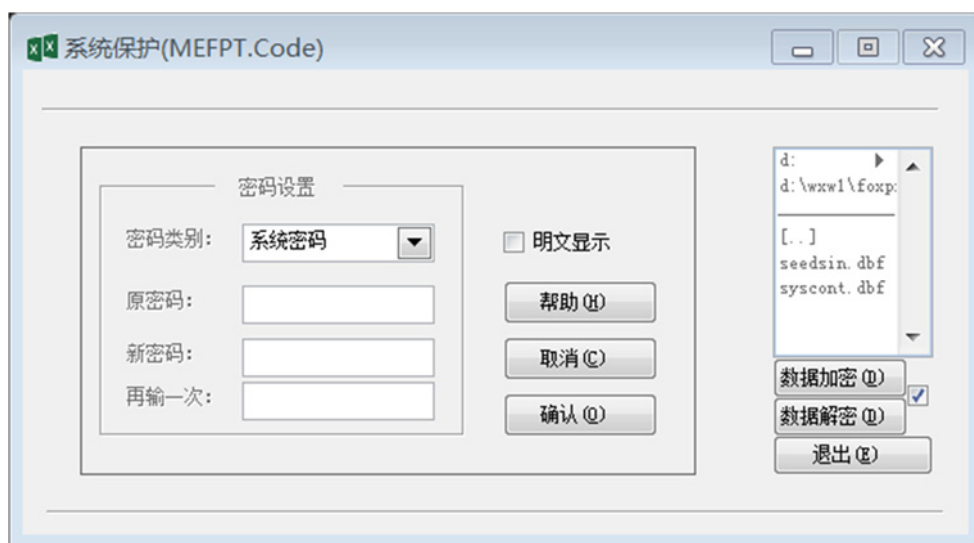 系统保护(MEFPT.Code)
密码设置
密码类别:
系统密码
原密码:
新密码:
再输一次:
明文显示
帮助(H)
取消(C)
确认(O)
d:
d:\wxw1\foxp
[..]
seedsin.dbf
syscont.dbf
数据加密(D)
数据解密(D)
退出(E)